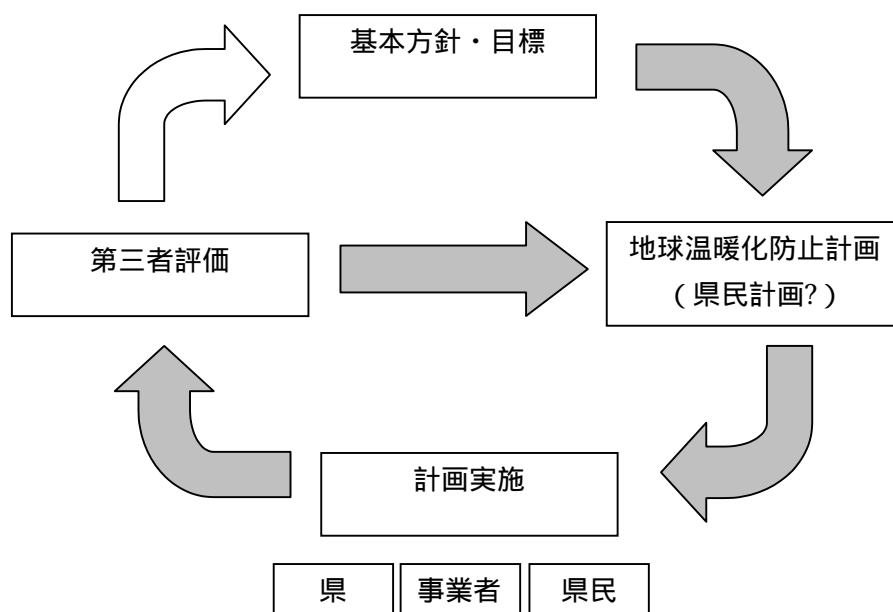 基本方針・目標
第三者評価
地球温暖化防止計画
（県民計画?）
計画実施
県
事業者
県民